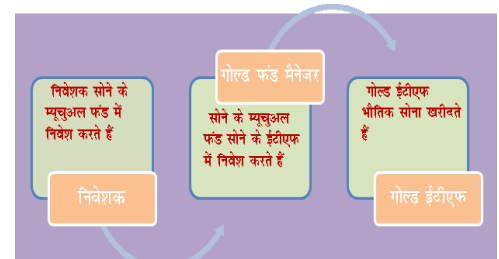 निवेशक सोने के
म्यूचुअल फंड में
निवेश करते हैं
निवेशक
गोल्ड फंड मैनेजर
सोने के म्यूचुअल
फंड सोने के ईटीएफ
में निवेश करते हैं
गोल्ड ईटीएफ
भौतिक सोना खरीदते
हैं
गोल्ड ईटीएफ